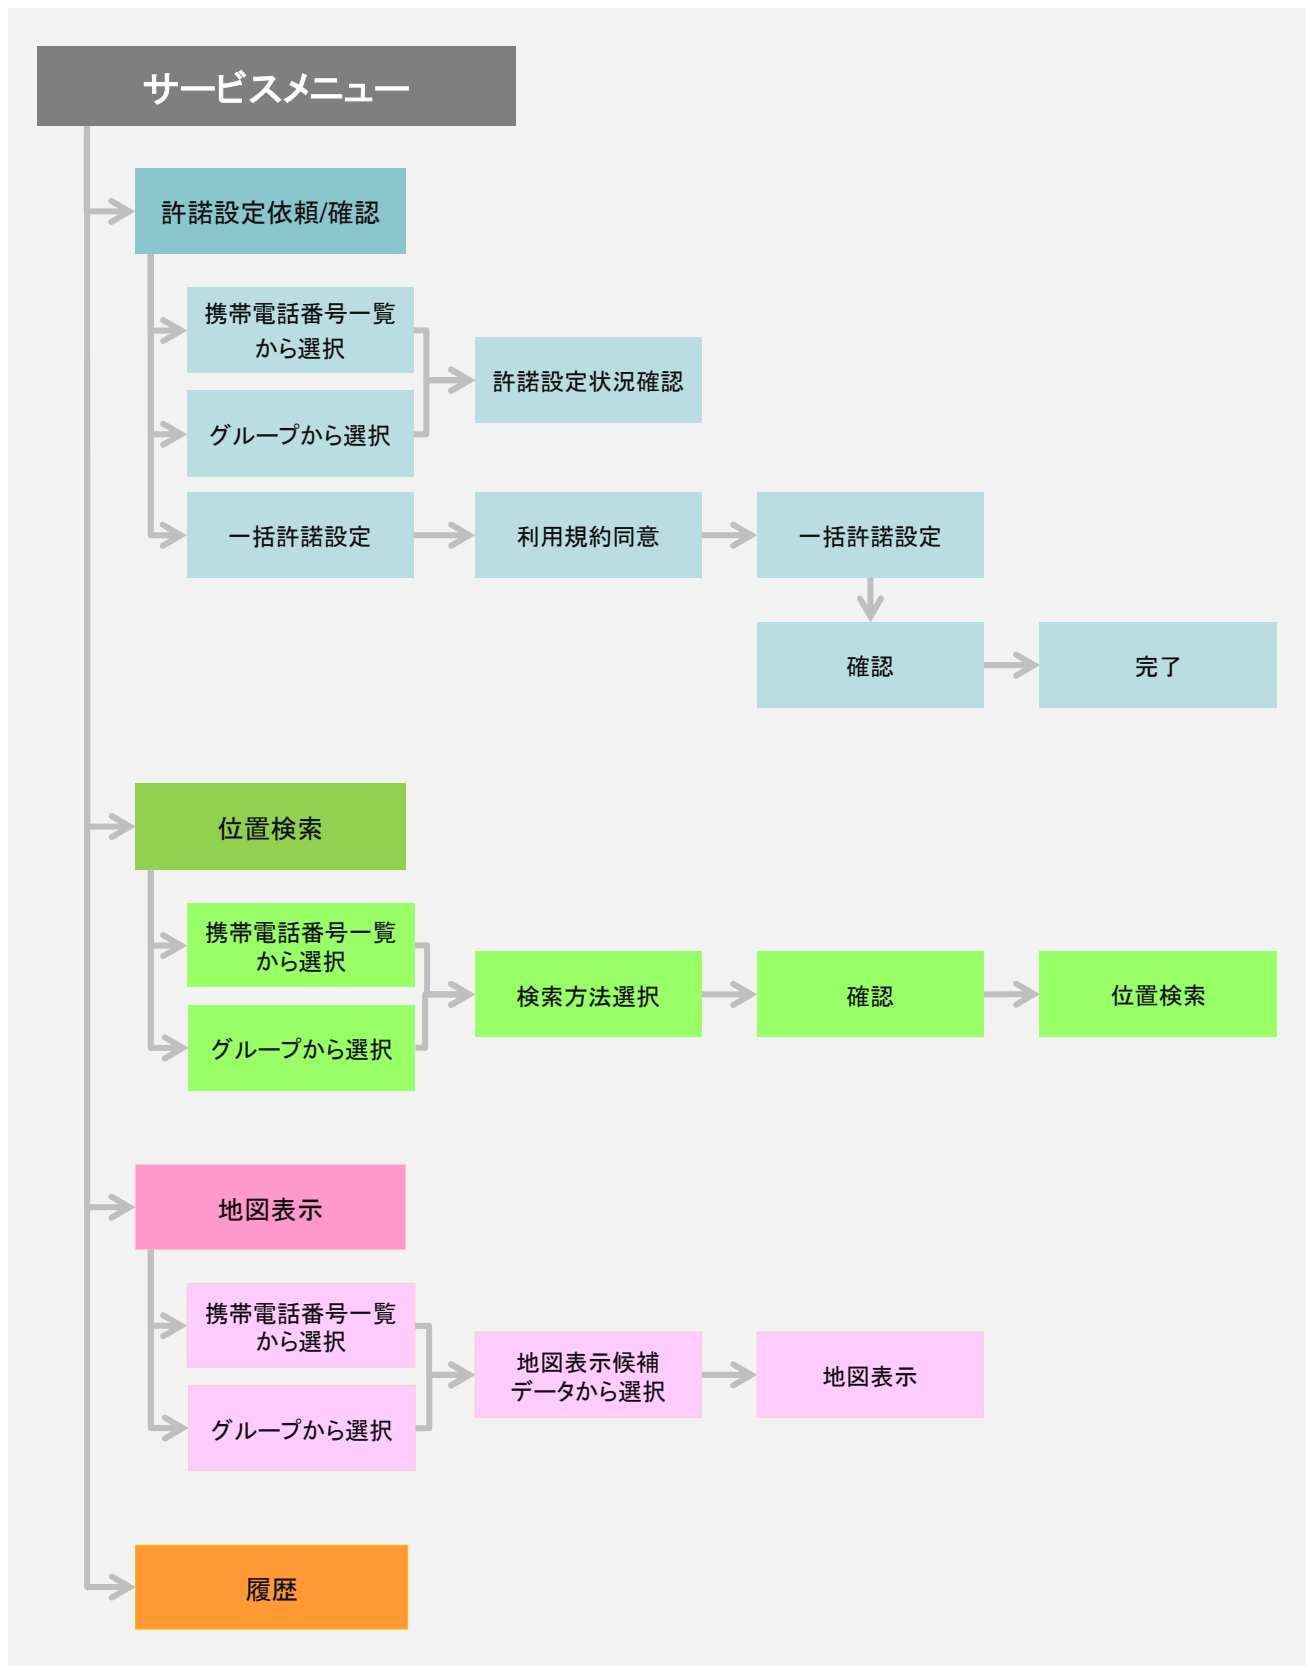 サービスメニュー
許諾設定依頼/確認
携帯電話番号一覧
から選択
グループから選択
許諾設定状況確認
一括許諾設定
利用規約同意
一括許諾設定
確認
完了
位置検索
携帯電話番号一覧
から選択
グループから選択
検索方法選択
確認
位置検索
地図表示
携帯電話番号一覧
から選択
グループから選択
地図表示候補
データから選択
地図表示
履歴